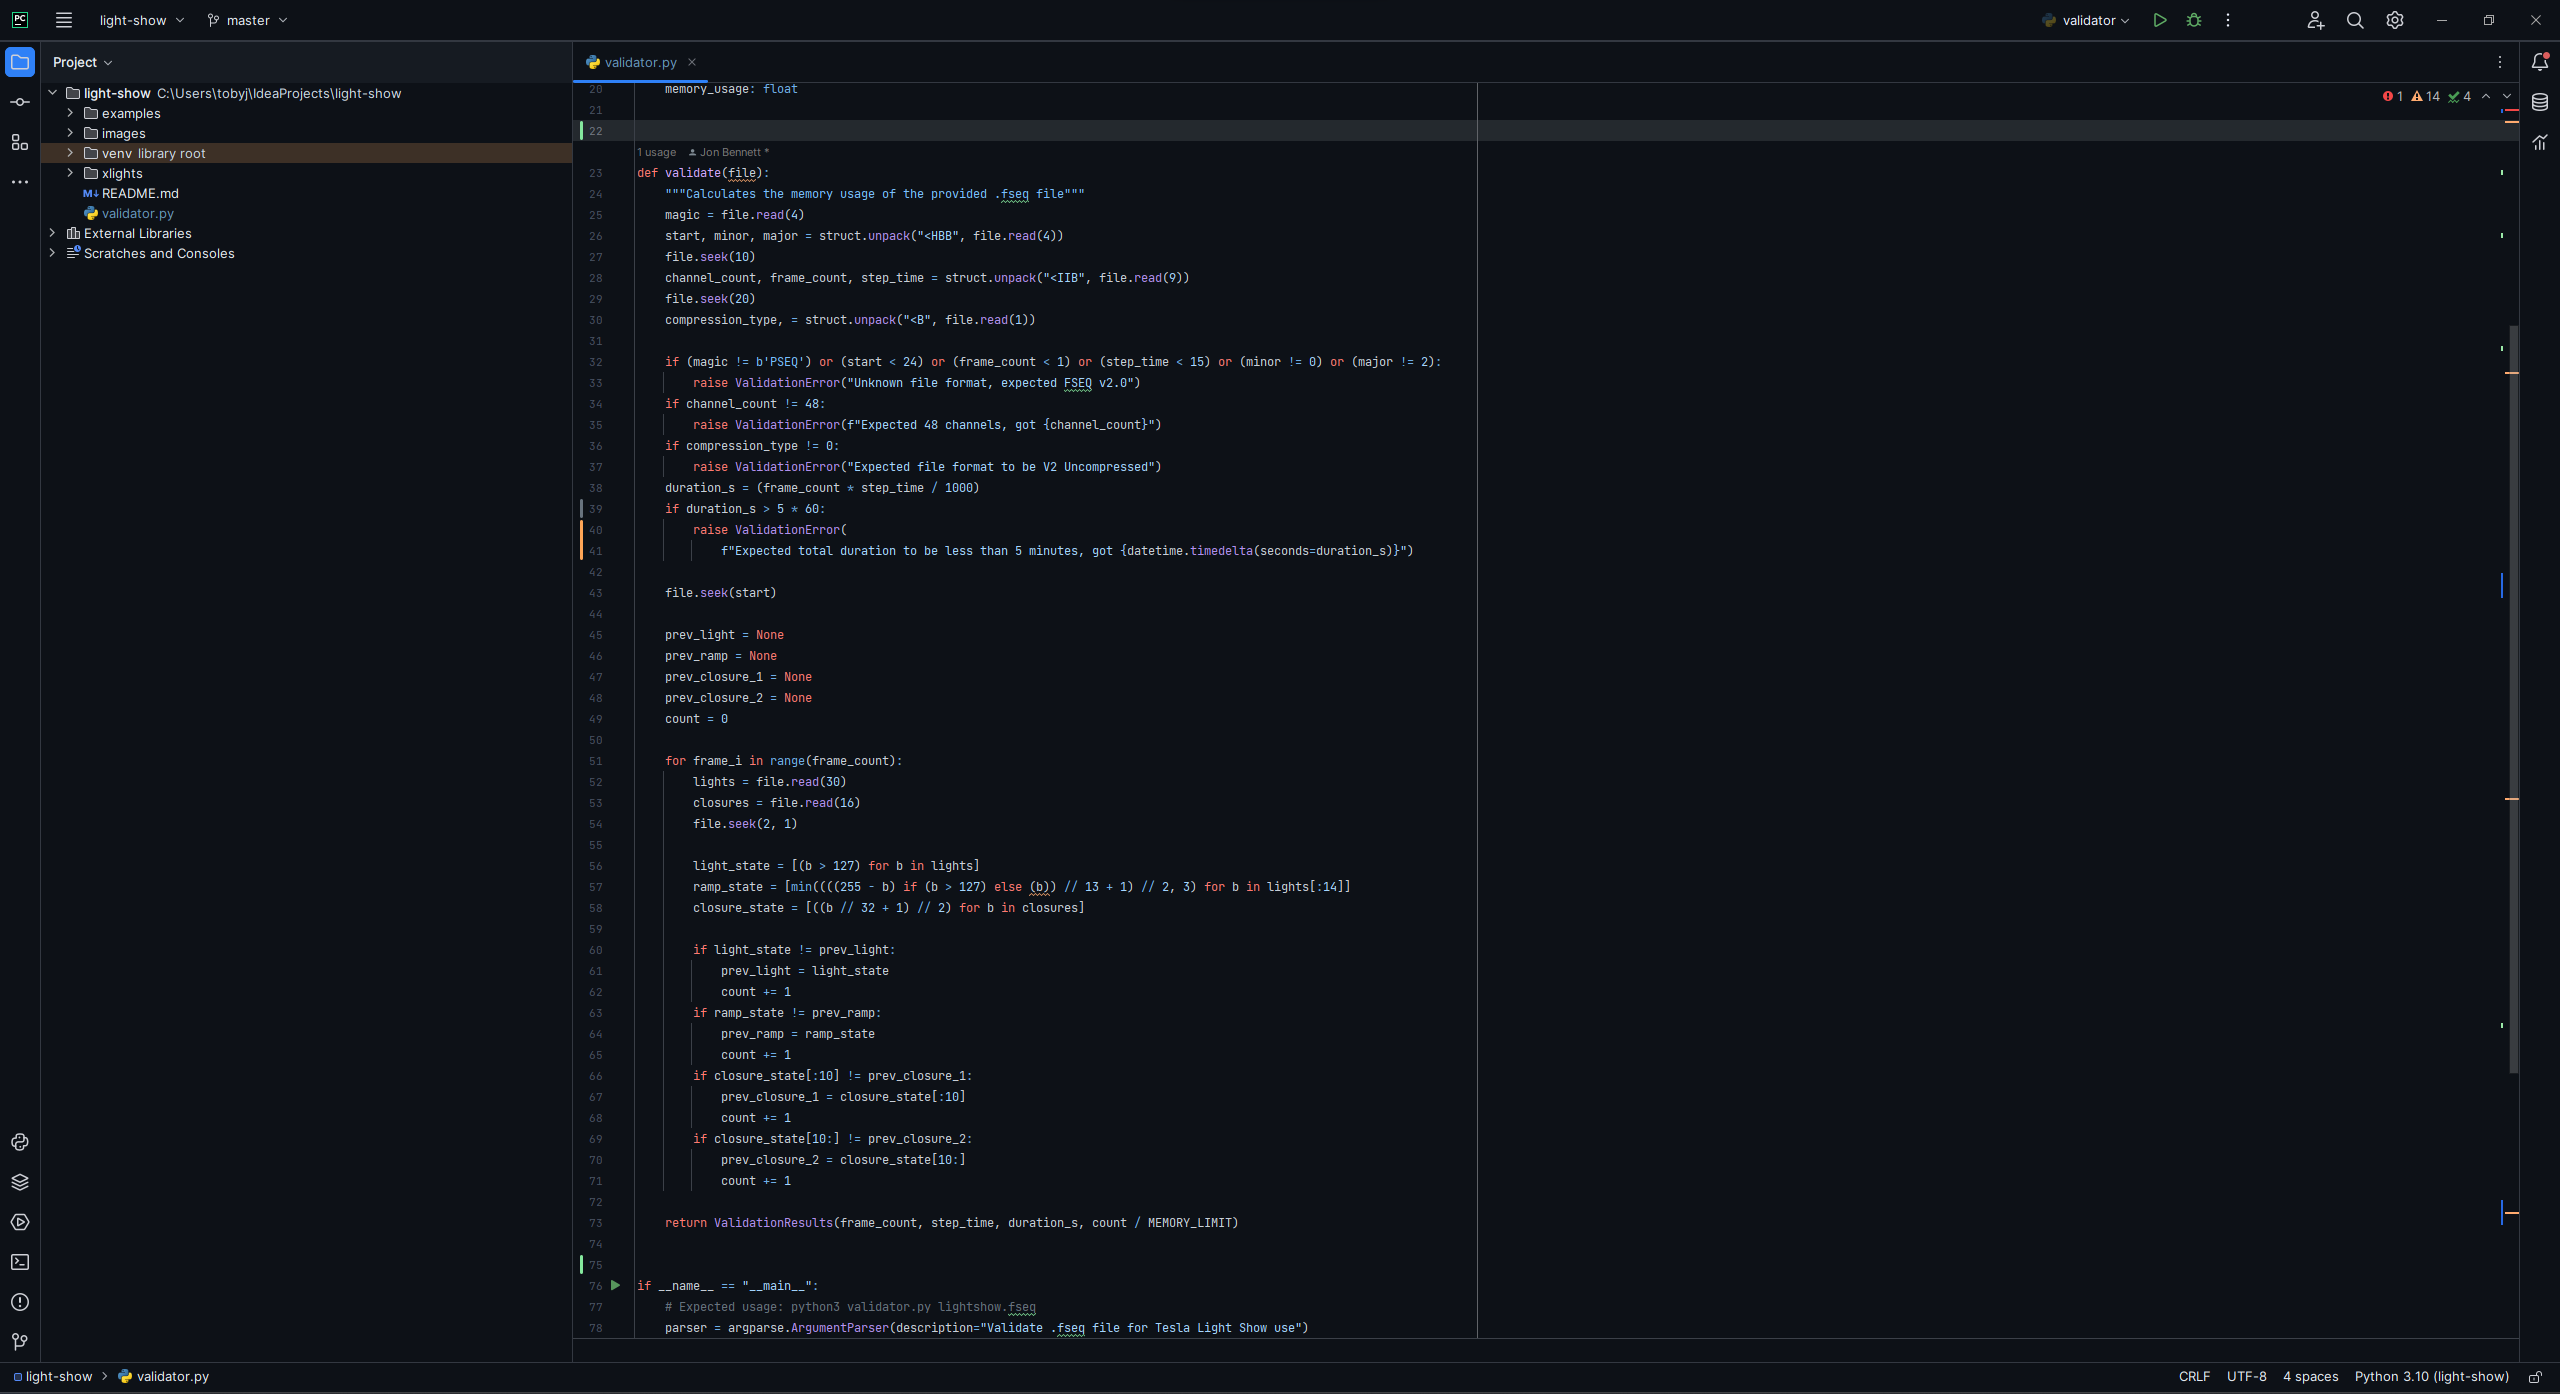 PC light-show master validator
Project
validator.py
light-show C:\Users\tobyj\IdeaProjects\light-show
examples
images
venv library root
xlights
M↓ README.md
validator.py
External Libraries
Scratches and Consoles
1 14 4
20 memory_usage: float
21
22
1 usage Jon Bennett *
23 def validate(file):
24 """Calculates the memory usage of the provided .fseq file"""
25 magic = file.read(4)
26 start, minor, major = struct.unpack("<HBB", file.read(4))
27 file.seek(10)
28 channel_count, frame_count, step_time = struct.unpack("<IIB", file.read(9))
29 file.seek(20)
30 compression_type, = struct.unpack("<B", file.read(1))
31
32 if (magic != b'PSEQ') or (start < 24) or (frame_count < 1) or (step_time < 15) or (minor != 0) or (major != 2):
33 raise ValidationError("Unknown file format, expected FSEQ v2.0")
34 if channel_count != 48:
35 raise ValidationError(f"Expected 48 channels, got {channel_count}")
36 if compression_type != 0:
37 raise ValidationError("Expected file format to be V2 Uncompressed")
38 duration_s = (frame_count * step_time / 1000)
39 if duration_s > 5 * 60:
40 raise ValidationError(
41 f"Expected total duration to be less than 5 minutes, got {datetime.timedelta(seconds=duration_s)}")
42
43 file.seek(start)
44
45 prev_light = None
46 prev_ramp = None
47 prev_closure_1 = None
48 prev_closure_2 = None
49 count = 0
50
51 for frame_i in range(frame_count):
52 lights = file.read(30)
53 closures = file.read(16)
54 file.seek(2, 1)
55
56 light_state = [(b > 127) for b in lights]
57 ramp_state = [min((((255 - b) if (b > 127) else (b)) // 13 + 1) // 2, 3) for b in lights[:14]]
58 closure_state = [((b // 32 + 1) // 2) for b in closures]
59
60 if light_state != prev_light:
61 prev_light = light_state
62 count += 1
63 if ramp_state != prev_ramp:
64 prev_ramp = ramp_state
65 count += 1
66 if closure_state[:10] != prev_closure_1:
67 prev_closure_1 = closure_state[:10]
68 count += 1
69 if closure_state[10:] != prev_closure_2:
70 prev_closure_2 = closure_state[10:]
71 count += 1
72
73 return ValidationResults(frame_count, step_time, duration_s, count / MEMORY_LIMIT)
74
75
76 if __name__ == "__main__":
77 # Expected usage: python3 validator.py lightshow.fseq
78 parser = argparse.ArgumentParser(description="Validate .fseq file for Tesla Light Show use")
light-show > validator.py CRLF UTF-8 4 spaces Python 3.10 (light-show)